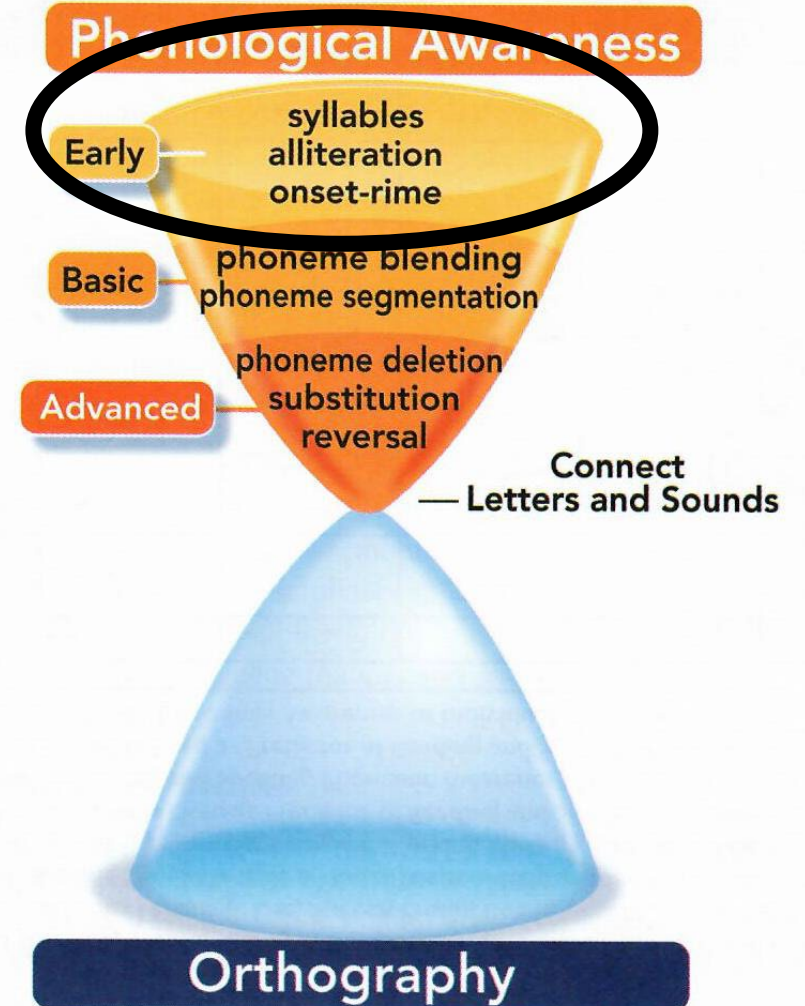 Phonological Awareness
Early
syllables
alliteration
onset-rime
Basic
phoneme blending
phoneme segmentation
Advanced
phoneme deletion
substitution
reversal
Connect
Letters and Sounds
Orthography